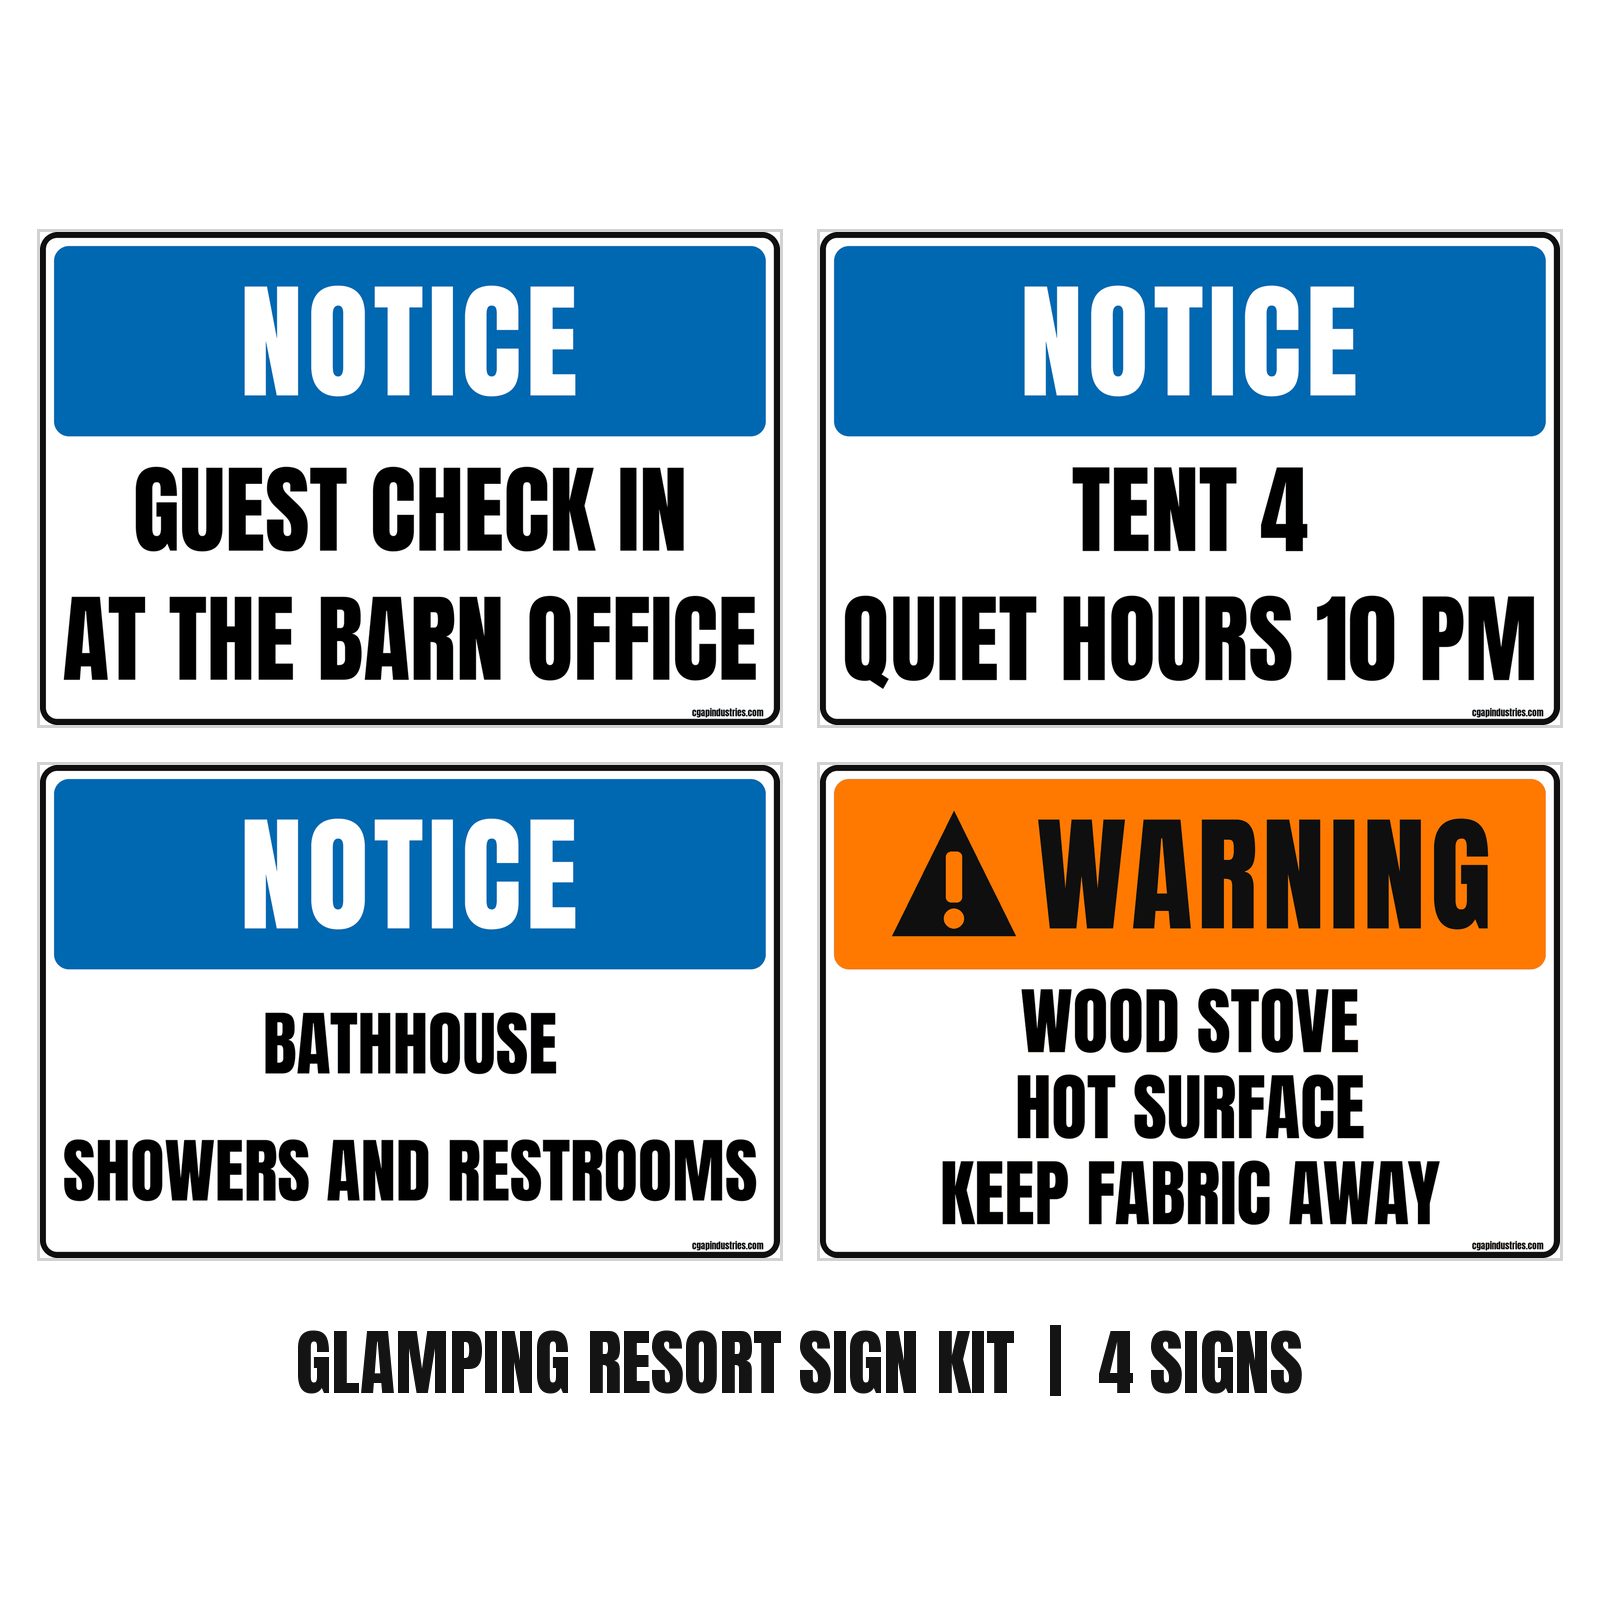 NOTICE
GUEST CHECK IN
AT THE BARN OFFICE
cgapindustries.com
NOTICE
TENT 4
QUIET HOURS 10 PM
cgapindustries.com
NOTICE
BATHHOUSE
SHOWERS AND RESTROOMS
cgapindustries.com
WARNING
WOOD STOVE
HOT SURFACE
KEEP FABRIC AWAY
cgapindustries.com
GLAMPING RESORT SIGN KIT | 4 SIGNS